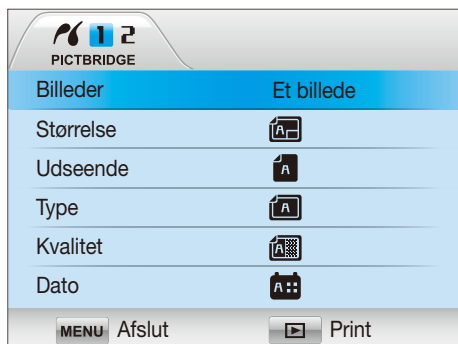 1 2
PICTBRIDGE
Billeder Et billede
Størrelse A
Udseende A
Type A
Kvalitet A
Dato A
MENU Afslut Print